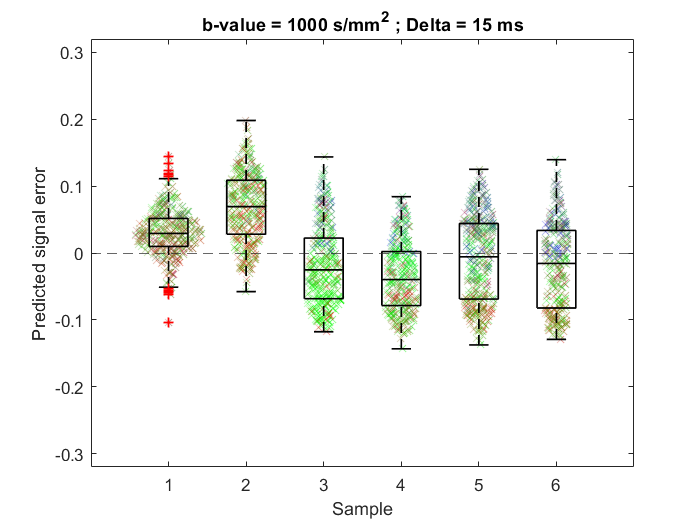 b-value = 1000 s/mm² ; Delta = 15 ms
0.3
0.2
0.1
0
-0.1
-0.2
-0.3
Predicted signal error
1 2 3 4 5 6
Sample